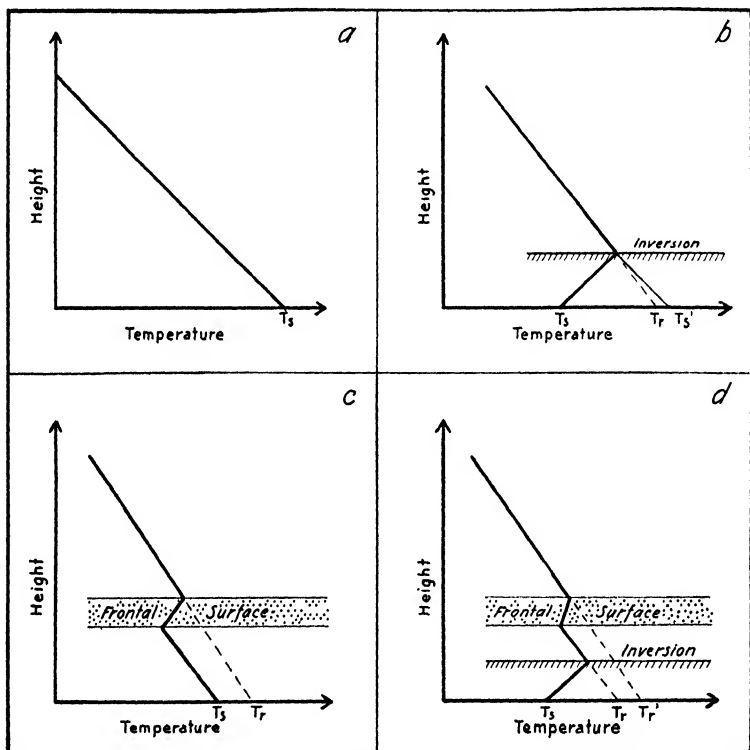 a
Height
Ts
Temperature
b
Height
Inversion
Ts Tr Ts'
Temperature
c
Height
Frontal Surface
Ts Tr
Temperature
d
Height
Frontal Surface
Inversion
Ts Tr Tr'
Temperature